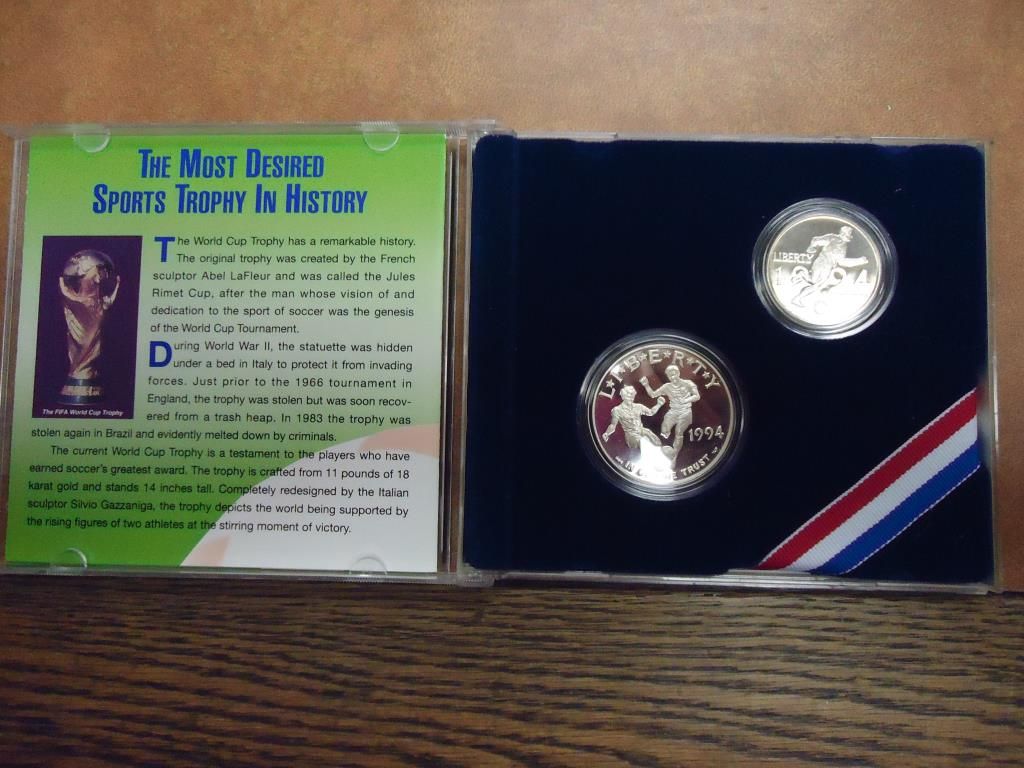 THE MOST DESIRED
SPORTS TROPHY IN HISTORY
The World Cup Trophy has a remarkable history.
The original trophy was created by the French
sculptor Abel LaFleur and was called the Jules
Rimet Cup, after the man whose vision of and
dedication to the sport of soccer was the genesis
of the World Cup Tournament.
During World War II, the statuette was hidden
under a bed in Italy to protect it from invading
forces. Just prior to the 1966 tournament in
England, the trophy was stolen but was soon recov-
ered from a trash heap. In 1983 the trophy was
stolen again in Brazil and evidently melted down by criminals.
The current World Cup Trophy is a testament to the players who have
earned soccer's greatest award. The trophy is crafted from 11 pounds of 18
karat gold and stands 14 inches tall. Completely redesigned by the Italian
sculptor Silvio Gazzaniga, the trophy depicts the world being supported by
the rising figures of two athletes at the stirring moment of victory.
The FIFA World Cup Trophy
LIBERTY
1994
L★I★B★E★R★T★Y
1994
IN TRUST